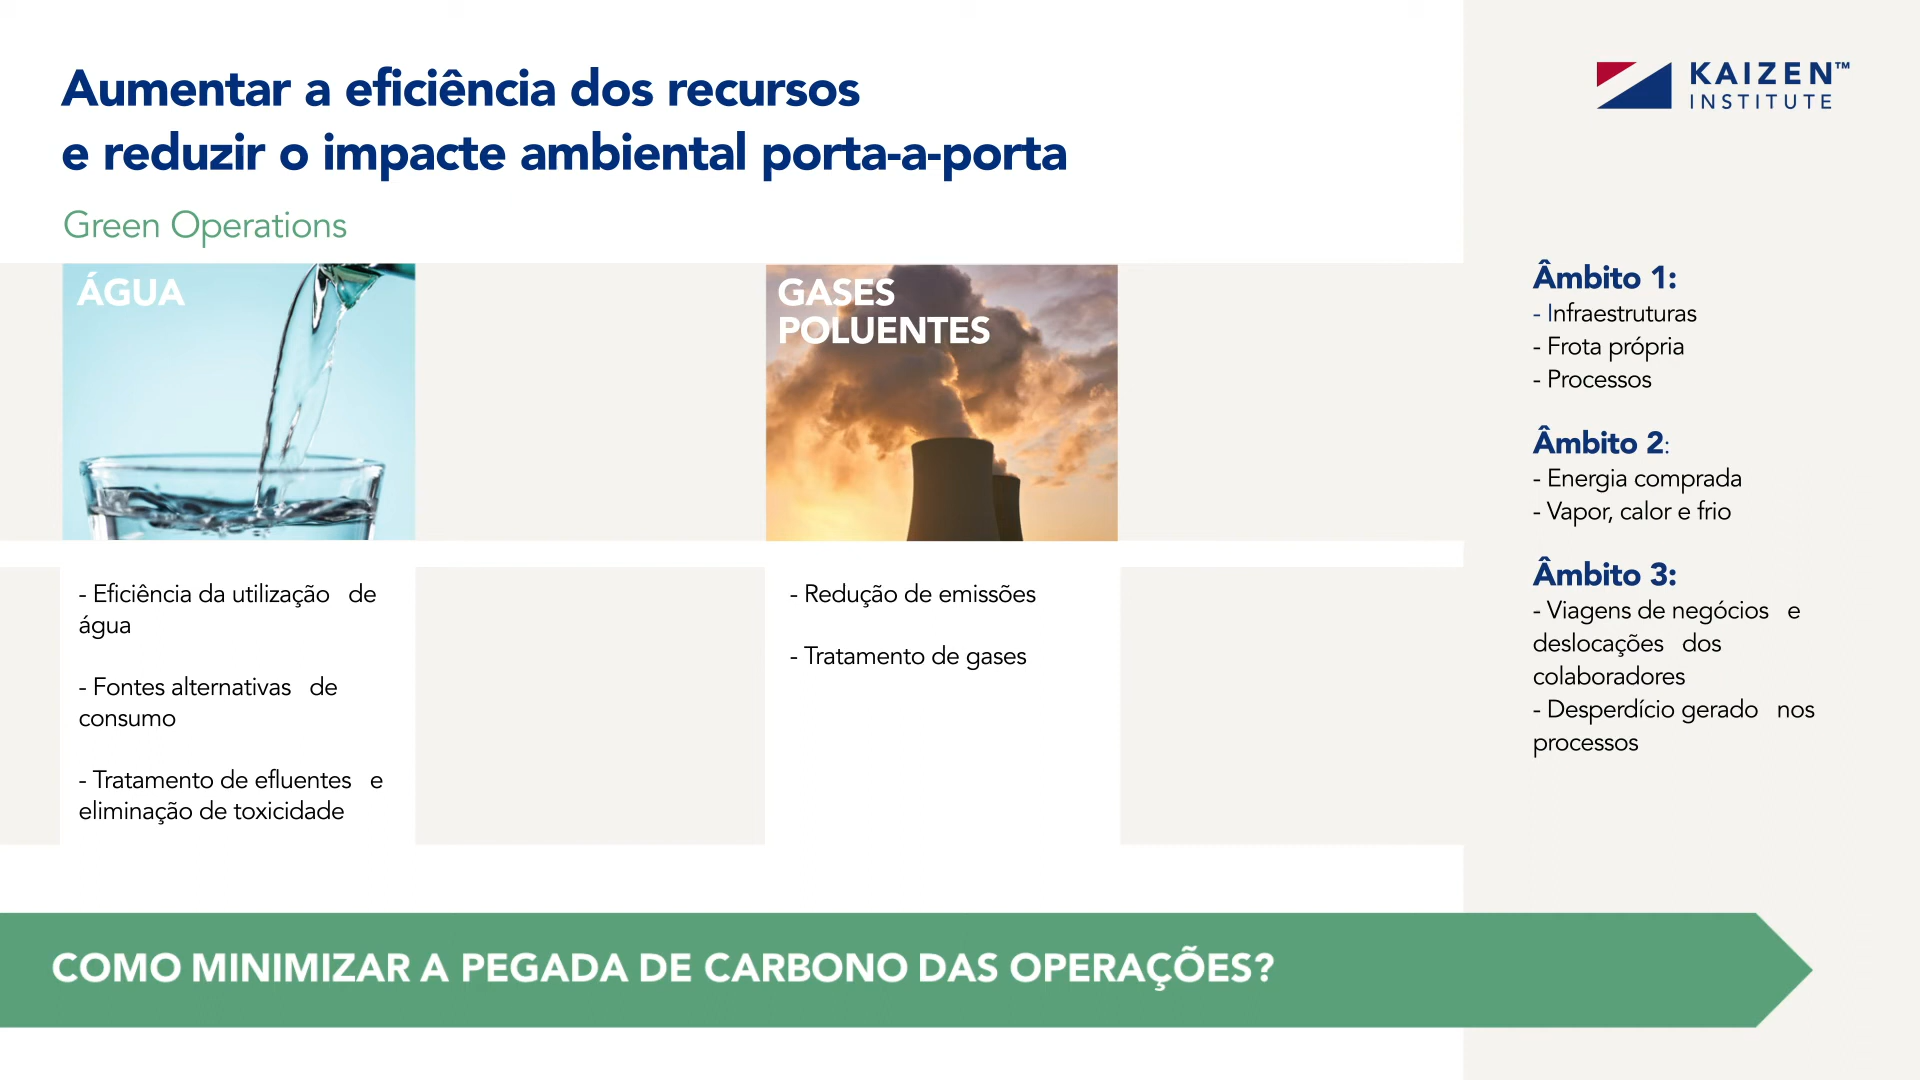 Aumentar a eficiência dos recursos
e reduzir o impacte ambiental porta-a-porta
Green Operations
KAIZEN™
INSTITUTE
ÁGUA
- Eficiência da utilização de
água
- Fontes alternativas de
consumo
- Tratamento de efluentes e
eliminação de toxicidade
GASES
POLUENTES
- Redução de emissões
- Tratamento de gases
Âmbito 1:
- Infraestruturas
- Frota própria
- Processos
Âmbito 2:
- Energia comprada
- Vapor, calor e frio
Âmbito 3:
- Viagens de negócios e
deslocações dos
colaboradores
- Desperdício gerado nos
processos
COMO MINIMIZAR A PEGADA DE CARBONO DAS OPERAÇÕES?